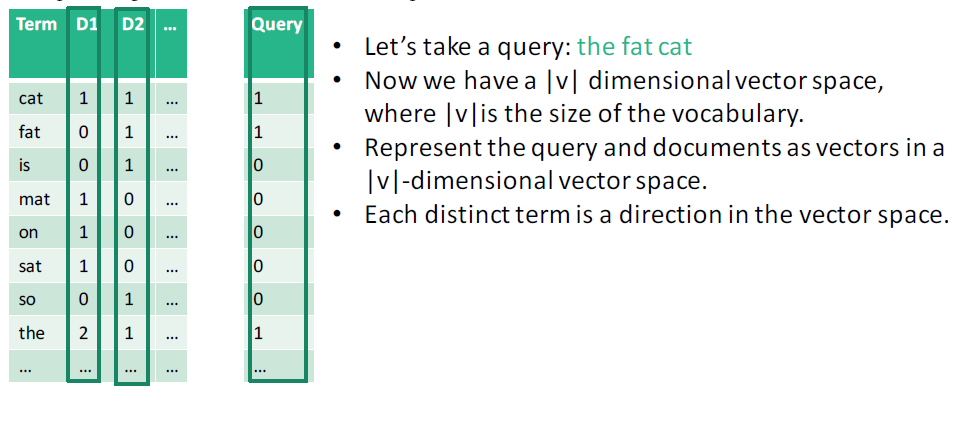 Term D1 D2 ... Query
cat 1 1 ... 1
fat 0 1 ... 1
is 0 1 ... 0
mat 1 0 ... 0
on 1 0 ... 0
sat 1 0 ... 0
so 0 1 ... 0
the 2 1 ... 1
... ... ... ... ...
• Let's take a query: the fat cat
• Now we have a |v| dimensional vector space,
where |v|is the size of the vocabulary.
• Represent the query and documents as vectors in a
|v|-dimensional vector space.
• Each distinct term is a direction in the vector space.